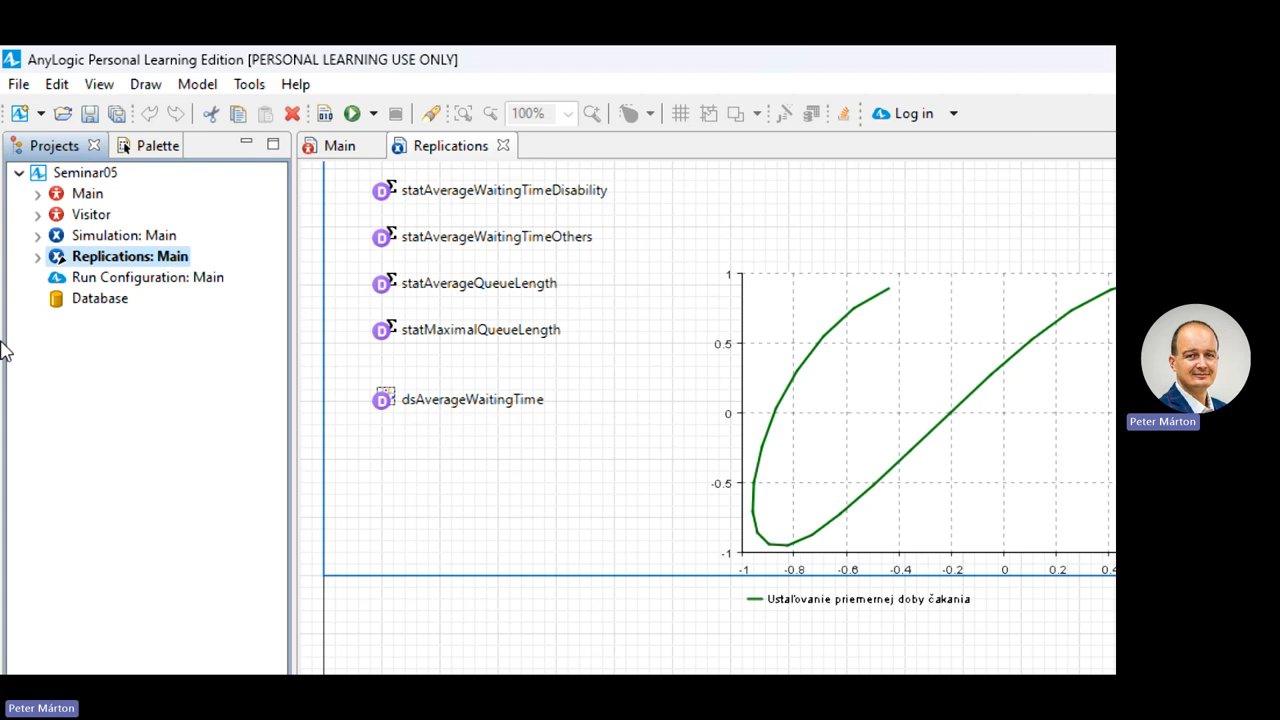 AnyLogic Personal Learning Edition [PERSONAL LEARNING USE ONLY]
File Edit View Draw Model Tools Help
100% Log in
Projects Palette Main Replications
Seminar05
Main
Visitor
Simulation: Main
Replications: Main
Run Configuration: Main
Database
statAverageWaitingTimeDisability
statAverageWaitingTimeOthers
statAverageQueueLength
statMaximalQueueLength
dsAverageWaitingTime
1
0.5
0
-0.5
-1
-1 -0.8 -0.6 -0.4 -0.2 0 0.2 0.4
Ustaľovanie priemernej doby čakania
Peter Márton
Peter Márton